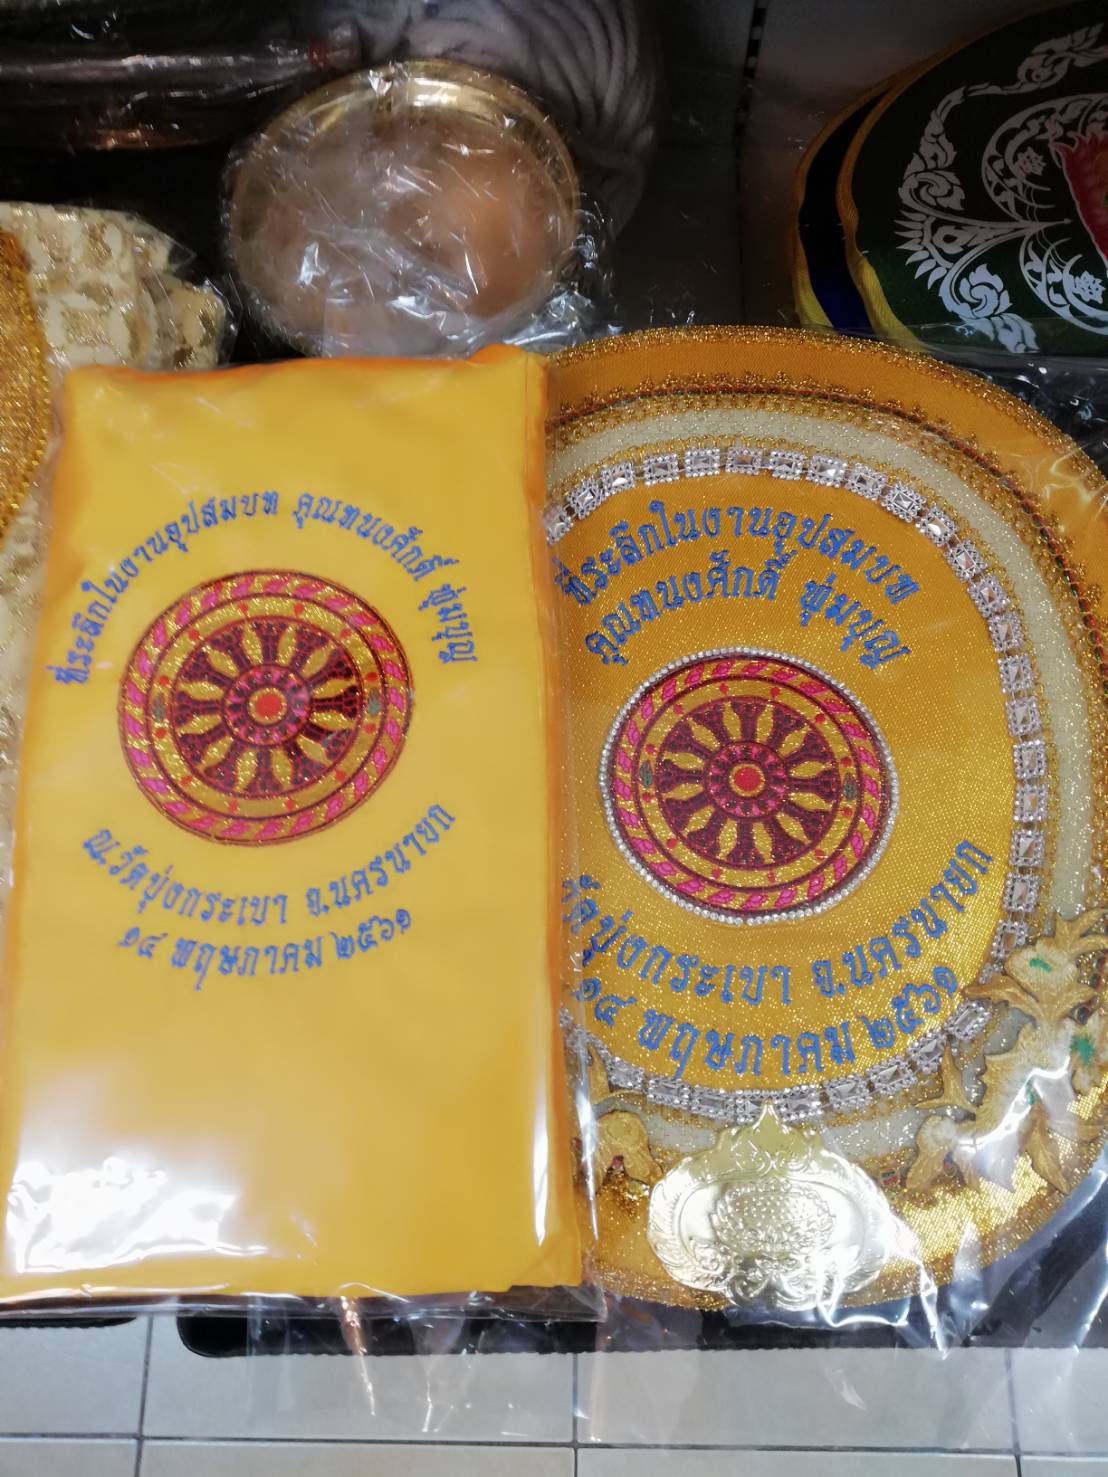 ที่ระลึกในงานอุปสมบท คุณทนงศักดิ์ พุ่มบุญ
ณ.วัดบุ่งกระเบา จ.นครนายก
๑๔ พฤษภาคม ๒๕๖๑
ที่ระลึกในงานอุปสมบท
คุณทนงศักดิ์ พุ่มบุญ
วัดบุ่งกระเบา จ.นครนายก
๑๔ พฤษภาคม ๒๕๖๑